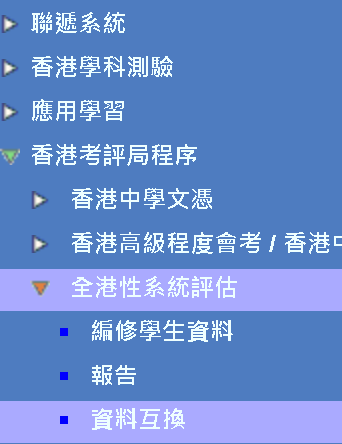 聯遞系統
香港學科測驗
應用學習
香港考評局程序
香港中學文憑
香港高級程度會考 / 香港中
全港性系統評估
編修學生資料
報告
資料互換